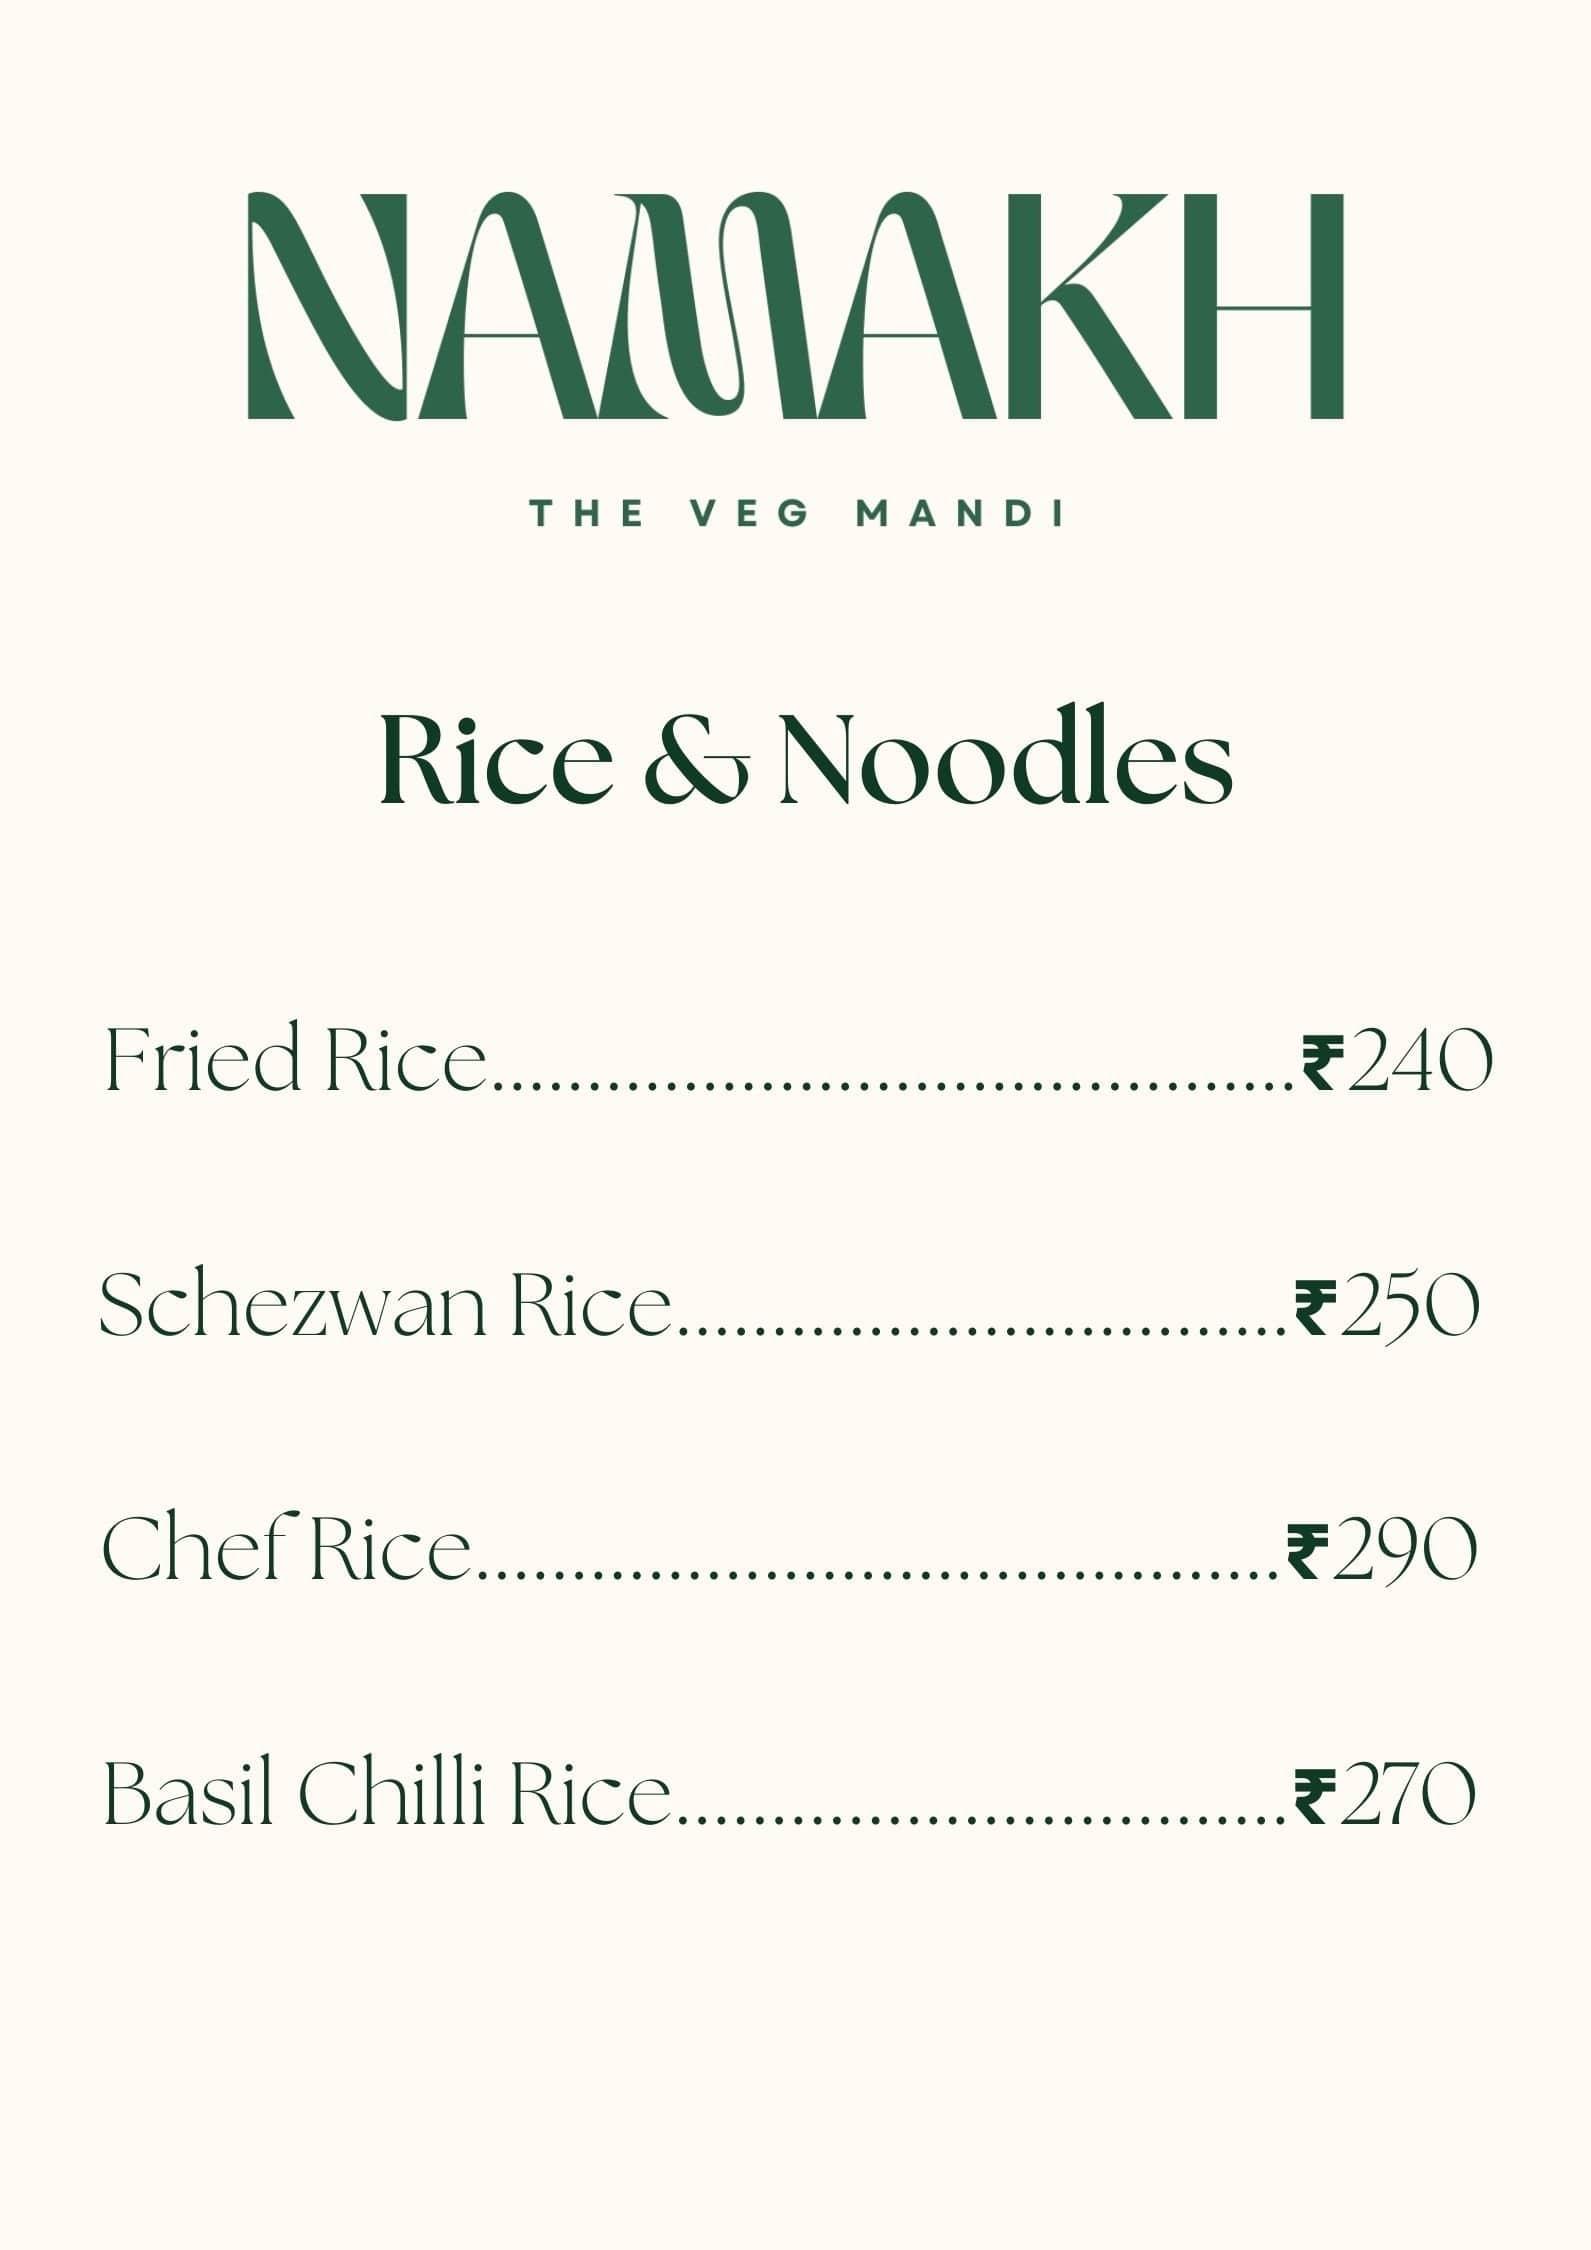 NAMAKH
THE VEG MANDI
Rice & Noodles
Fried Rice..........................................₹240
Schezwan Rice................................₹250
Chef Rice..........................................₹290
Basil Chilli Rice................................₹270